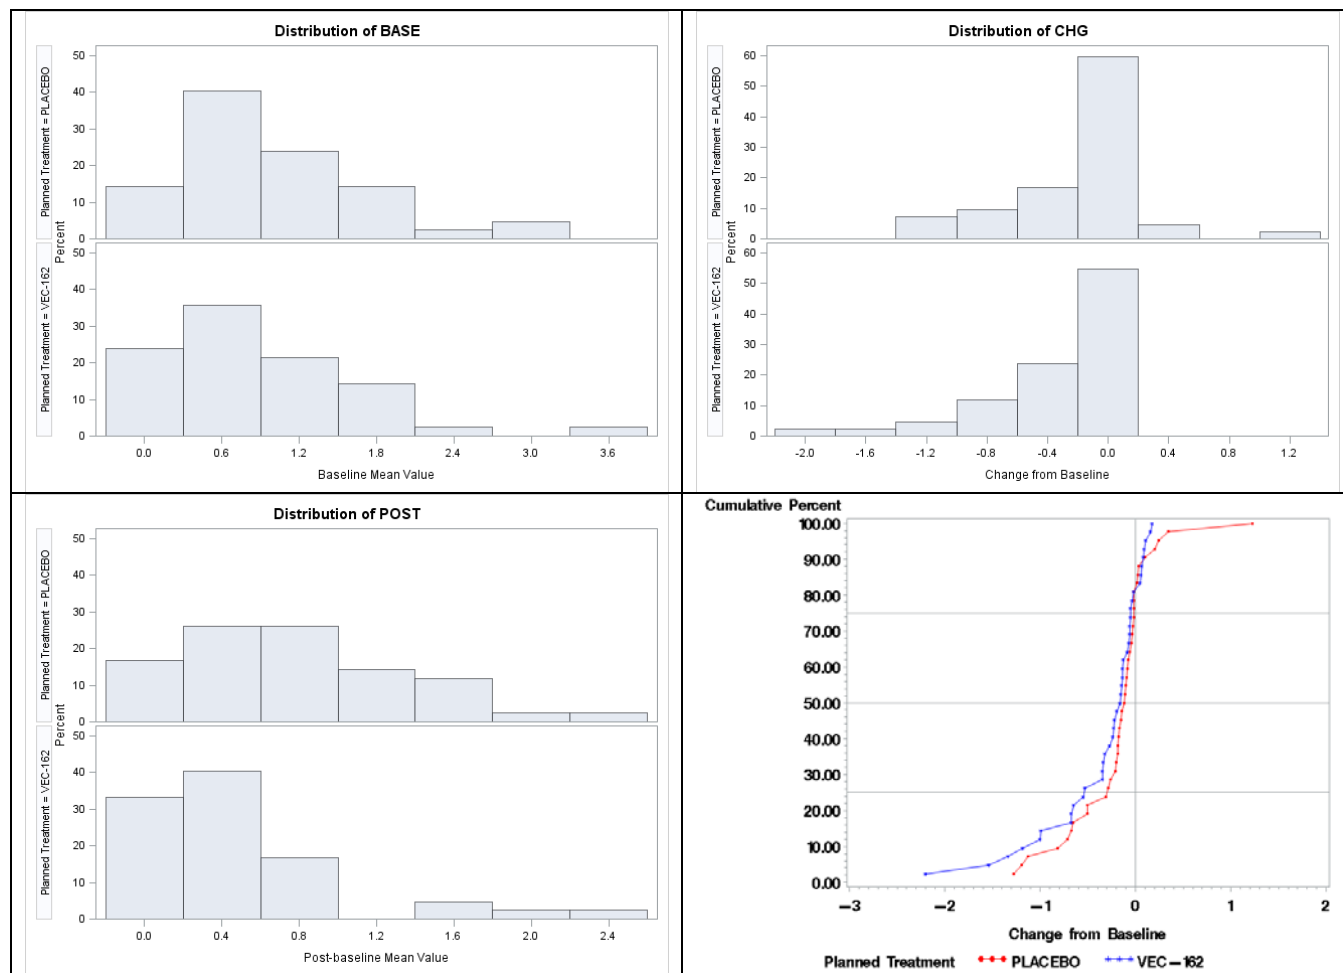 Distribution of BASE
Planned Treatment = PLACEBO
50
40
30
20
10
0
Percent
Planned Treatment = VEC-162
50
40
30
20
10
0
0.0 0.6 1.2 1.8 2.4 3.0 3.6
Baseline Mean Value
Distribution of CHG
Planned Treatment = PLACEBO
60
50
40
30
20
10
0
Percent
Planned Treatment = VEC-162
60
50
40
30
20
10
0
-2.0 -1.6 -1.2 -0.8 -0.4 0.0 0.4 0.8 1.2
Change from Baseline
Distribution of POST
Planned Treatment = PLACEBO
50
40
30
20
10
0
Percent
Planned Treatment = VEC-162
50
40
30
20
10
0
0.0 0.4 0.8 1.2 1.6 2.0 2.4
Post-baseline Mean Value
Cumulative Percent
100.00
90.00
80.00
70.00
60.00
50.00
40.00
30.00
20.00
10.00
0.00
−3 −2 −1 0 1 2
Change from Baseline
Planned Treatment PLACEBO VEC−162